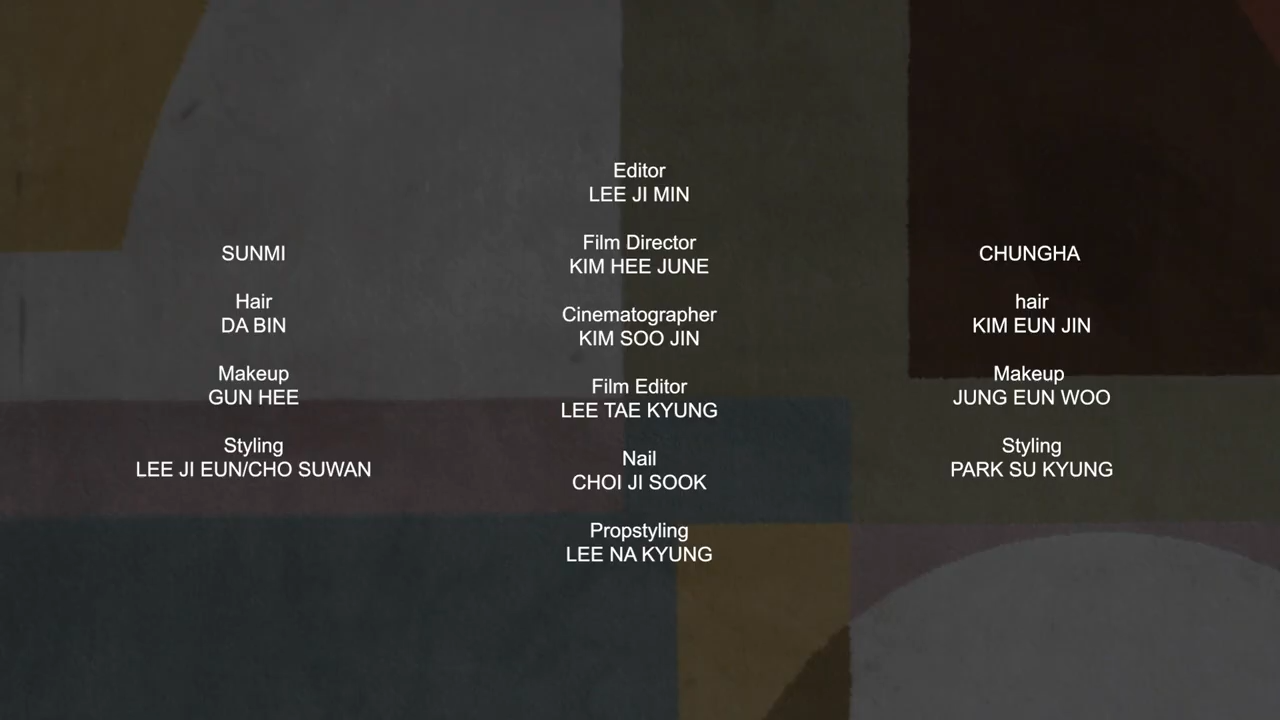 SUNMI
Hair
DA BIN
Makeup
GUN HEE
Styling
LEE JI EUN/CHO SUWAN
Editor
LEE JI MIN
Film Director
KIM HEE JUNE
Cinematographer
KIM SOO JIN
Film Editor
LEE TAE KYUNG
Nail
CHOI JI SOOK
Propstyling
LEE NA KYUNG
CHUNGHA
hair
KIM EUN JIN
Makeup
JUNG EUN WOO
Styling
PARK SU KYUNG